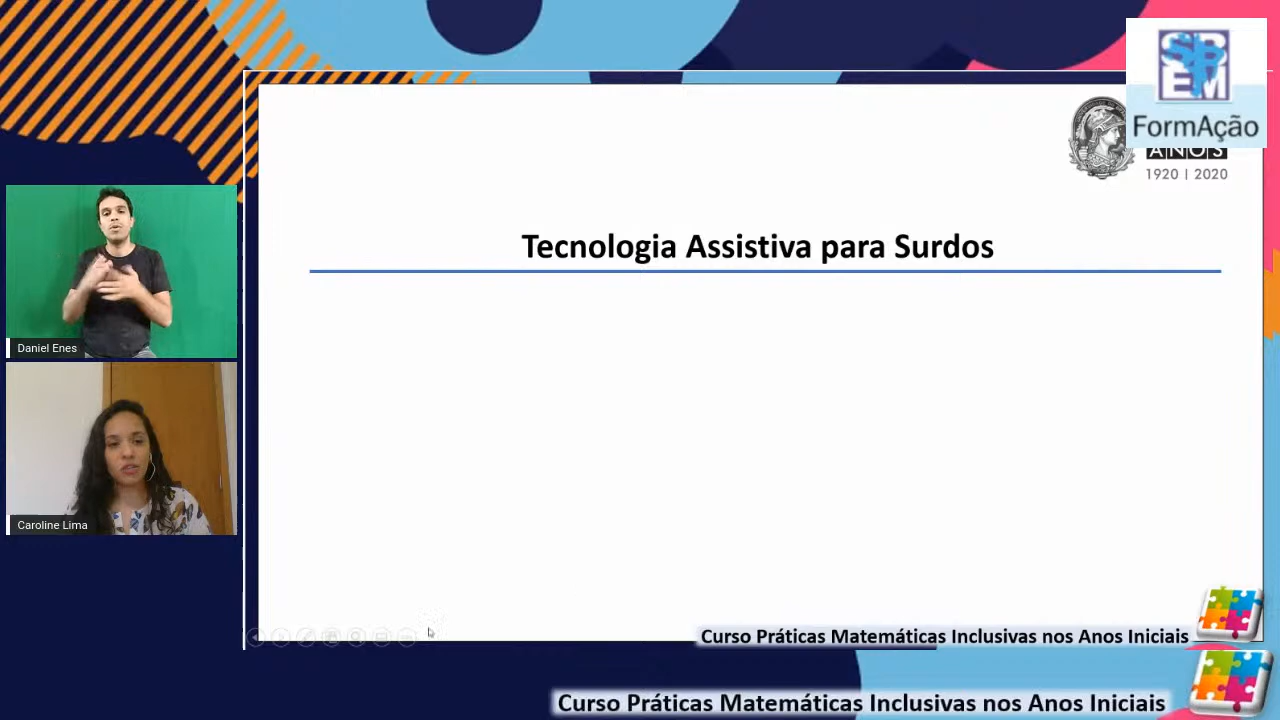 SBEM
FormAção
ANOS
1920 | 2020
Tecnologia Assistiva para Surdos
Daniel Enes
Caroline Lima
Curso Práticas Matemáticas Inclusivas nos Anos Iniciais
Curso Práticas Matemáticas Inclusivas nos Anos Iniciais